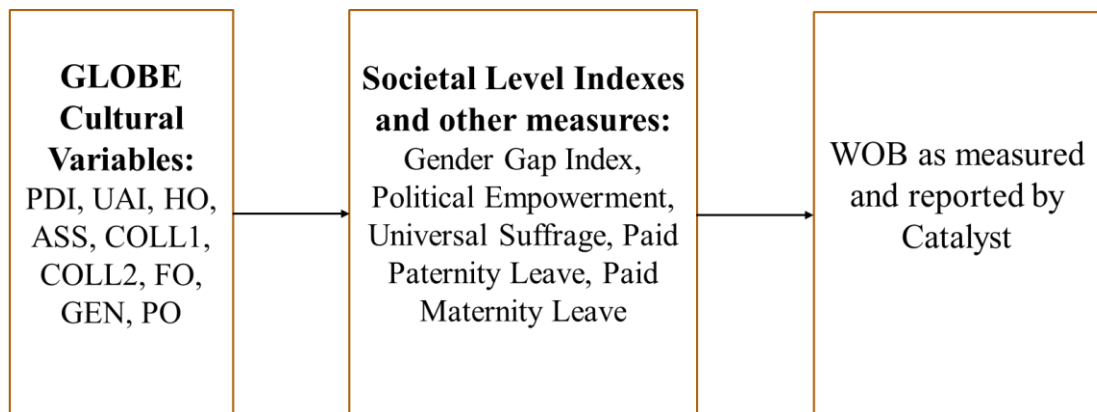 GLOBE
Cultural
Variables:
PDI, UAI, HO,
ASS, COLL1,
COLL2, FO,
GEN, PO
Societal Level Indexes
and other measures:
Gender Gap Index,
Political Empowerment,
Universal Suffrage, Paid
Paternity Leave, Paid
Maternity Leave
WOB as measured
and reported by
Catalyst